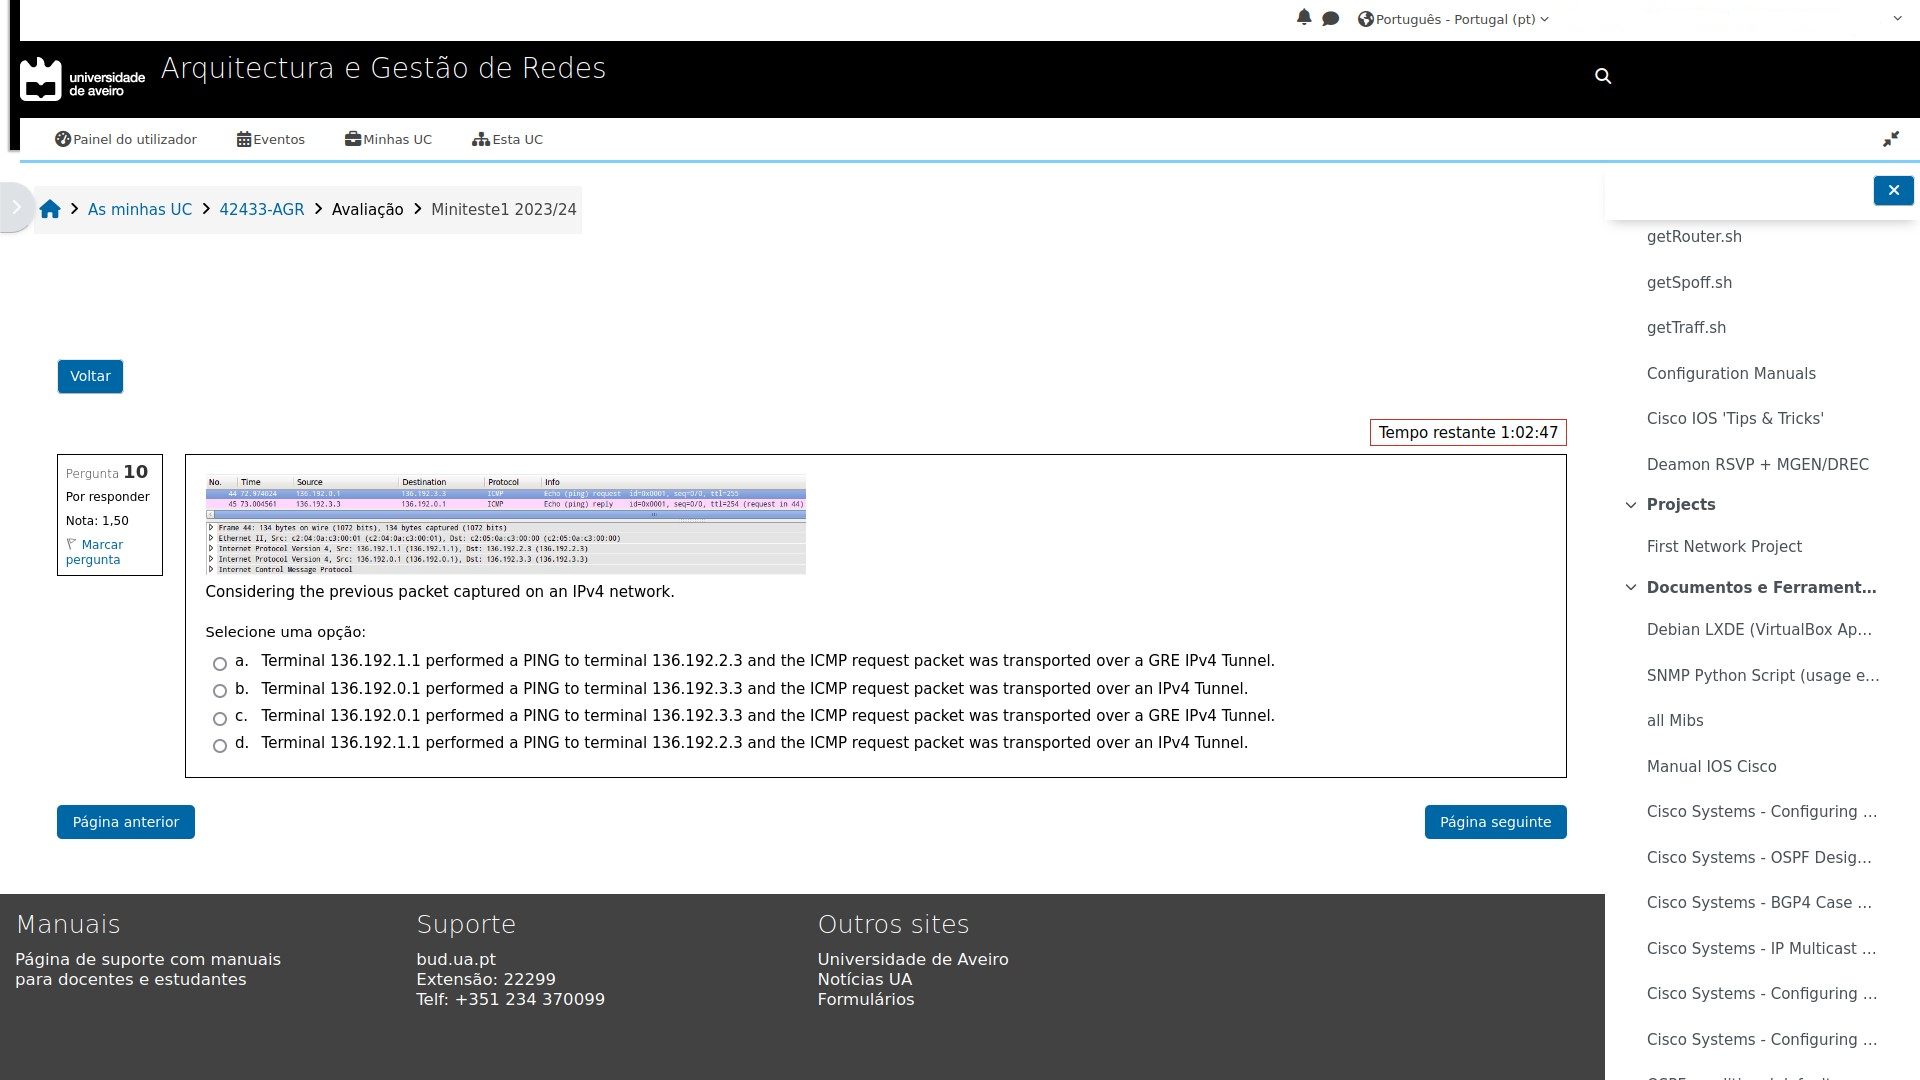 Português - Portugal (pt)
universidade
de aveiro
Arquitectura e Gestão de Redes
Painel do utilizador
Eventos
Minhas UC
Esta UC
As minhas UC
42433-AGR
Avaliação
Miniteste1 2023/24
Voltar
Tempo restante 1:02:47
Pergunta 10
Por responder
Nota: 1,50
Marcar
pergunta
No. Time Source Destination Protocol Info
44 72.974024 136.192.0.1 136.192.3.3 ICMP Echo (ping) request id=0x0001, seq=0/0, ttl=255
45 73.004561 136.192.3.3 136.192.0.1 ICMP Echo (ping) reply id=0x0001, seq=0/0, ttl=254 (request in 44)
Frame 44: 134 bytes on wire (1072 bits), 134 bytes captured (1072 bits)
Ethernet II, Src: c2:04:0a:c3:00:01 (c2:04:0a:c3:00:01), Dst: c2:05:0a:c3:00:00 (c2:05:0a:c3:00:00)
Internet Protocol Version 4, Src: 136.192.1.1 (136.192.1.1), Dst: 136.192.2.3 (136.192.2.3)
Internet Protocol Version 4, Src: 136.192.0.1 (136.192.0.1), Dst: 136.192.3.3 (136.192.3.3)
Internet Control Message Protocol
Considering the previous packet captured on an IPv4 network.
Selecione uma opção:
a. Terminal 136.192.1.1 performed a PING to terminal 136.192.2.3 and the ICMP request packet was transported over a GRE IPv4 Tunnel.
b. Terminal 136.192.0.1 performed a PING to terminal 136.192.3.3 and the ICMP request packet was transported over an IPv4 Tunnel.
c. Terminal 136.192.0.1 performed a PING to terminal 136.192.3.3 and the ICMP request packet was transported over a GRE IPv4 Tunnel.
d. Terminal 136.192.1.1 performed a PING to terminal 136.192.2.3 and the ICMP request packet was transported over an IPv4 Tunnel.
Página anterior
Página seguinte
getRouter.sh
getSpoff.sh
getTraff.sh
Configuration Manuals
Cisco IOS 'Tips & Tricks'
Deamon RSVP + MGEN/DREC
Projects
First Network Project
Documentos e Ferrament...
Debian LXDE (VirtualBox Ap...
SNMP Python Script (usage e...
all Mibs
Manual IOS Cisco
Cisco Systems - Configuring ...
Cisco Systems - OSPF Desig...
Cisco Systems - BGP4 Case ...
Cisco Systems - IP Multicast ...
Cisco Systems - Configuring ...
Cisco Systems - Configuring ...
Manuais
Página de suporte com manuais
para docentes e estudantes
Suporte
bud.ua.pt
Extensão: 22299
Telf: +351 234 370099
Outros sites
Universidade de Aveiro
Notícias UA
Formulários